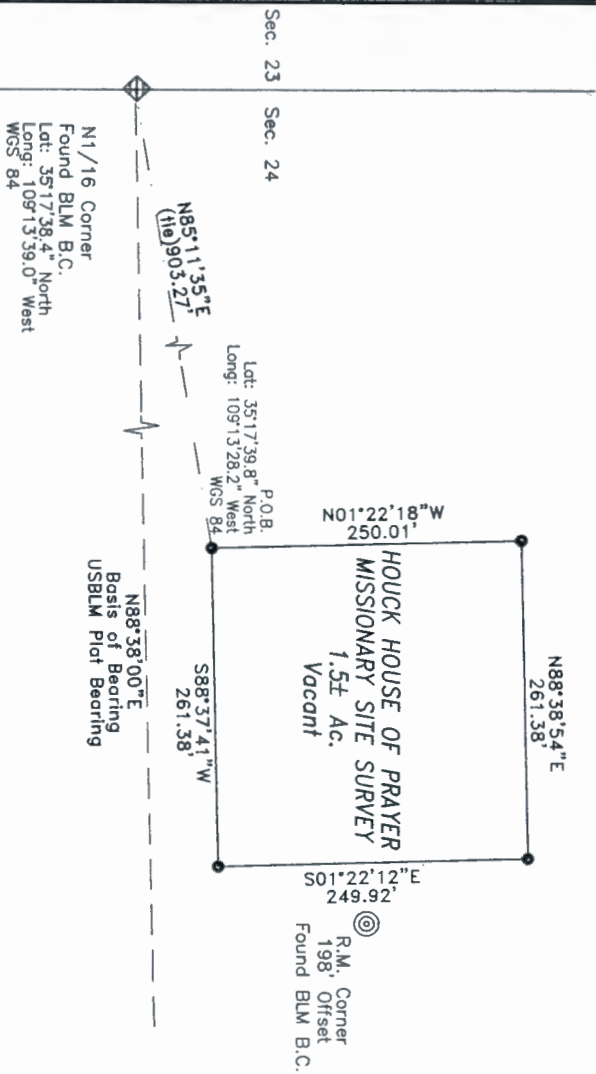 Sec. 23
Sec. 24
N1/16 Corner
Found BLM B.C.
Lat: 35°17'38.4" North
Long: 109°13'39.0" West
WGS 84
N85°11'35"E
(tie)903.27'
P.O.B.
Lat: 35°17'39.8" North
Long: 109°13'28.2" West
WGS 84
N01°22'18"W
250.01'
N88°38'54"E
261.38'
HOUCK HOUSE OF PRAYER
MISSIONARY SITE SURVEY
1.5± Ac.
Vacant
S01°22'12"E
249.92'
S88°37'41"W
261.38'
R.M. Corner
198' Offset
Found BLM B.C.
N88°38'00"E
Basis of Bearing
USBLM Plat Bearing